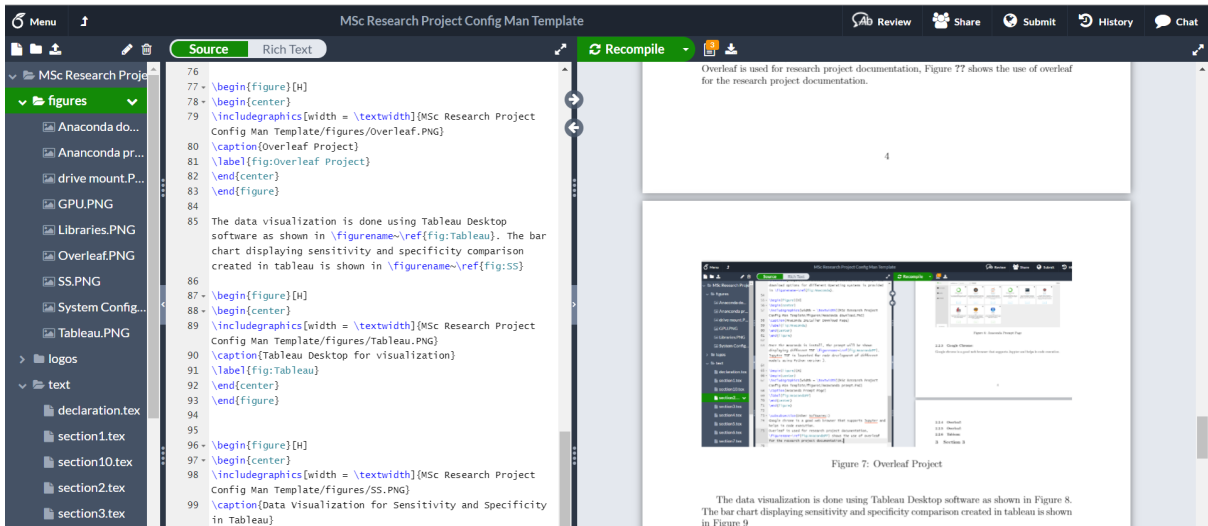 Menu
MSc Research Project Config Man Template
Review
Share
Submit
History
Chat
Source
Rich Text
Recompile
3
MSc Research Proje
figures
Anaconda do...
Ananconda pr...
drive mount.P...
GPU.PNG
Libraries.PNG
Overleaf.PNG
SS.PNG
System Config...
Tableau.PNG
logos
text
declaration.tex
section1.tex
section10.tex
section2.tex
section3.tex
76
77 \begin{figure}[H]
78 \begin{center}
79 \includegraphics[width = \textwidth]{MSc Research Project
Config Man Template/figures/Overleaf.PNG}
80 \caption{Overleaf Project}
81 \label{fig:Overleaf Project}
82 \end{center}
83 \end{figure}
84
85 The data visualization is done using Tableau Desktop
software as shown in \figurename~\ref{fig:Tableau}. The bar
chart displaying sensitivity and specificity comparison
created in tableau is shown in \figurename~\ref{fig:SS}
86
87 \begin{figure}[H]
88 \begin{center}
89 \includegraphics[width = \textwidth]{MSc Research Project
Config Man Template/figures/Tableau.PNG}
90 \caption{Tableau Desktop for visualization}
91 \label{fig:Tableau}
92 \end{center}
93 \end{figure}
94
95
96 \begin{figure}[H]
97 \begin{center}
98 \includegraphics[width = \textwidth]{MSc Research Project
Config Man Template/figures/SS.PNG}
99 \caption{Data Visualization for Sensitivity and Specificity
in Tableau}
Overleaf is used for research project documentation, Figure ?? shows the use of overleaf
for the research project documentation.
4
Figure 7: Overleaf Project
The data visualization is done using Tableau Desktop software as shown in Figure 8.
The bar chart displaying sensitivity and specificity comparison created in tableau is shown
in Figure 9